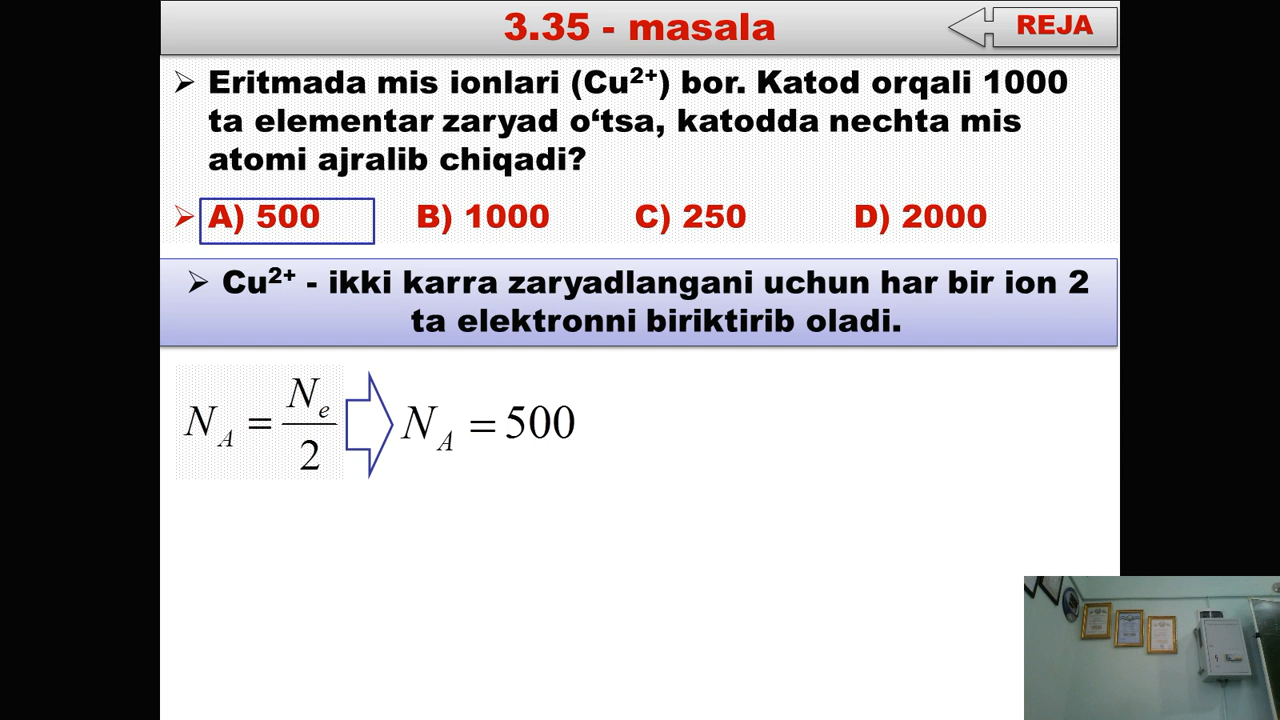 3.35 - masala
REJA
➢ Eritmada mis ionlari (Cu²⁺) bor. Katod orqali 1000
ta elementar zaryad o‘tsa, katodda nechta mis
atomi ajralib chiqadi?
➢ A) 500 B) 1000 C) 250 D) 2000
➢ Cu²⁺ - ikki karra zaryadlangani uchun har bir ion 2
ta elektronni biriktirib oladi.
N_A = N_e / 2 N_A = 500